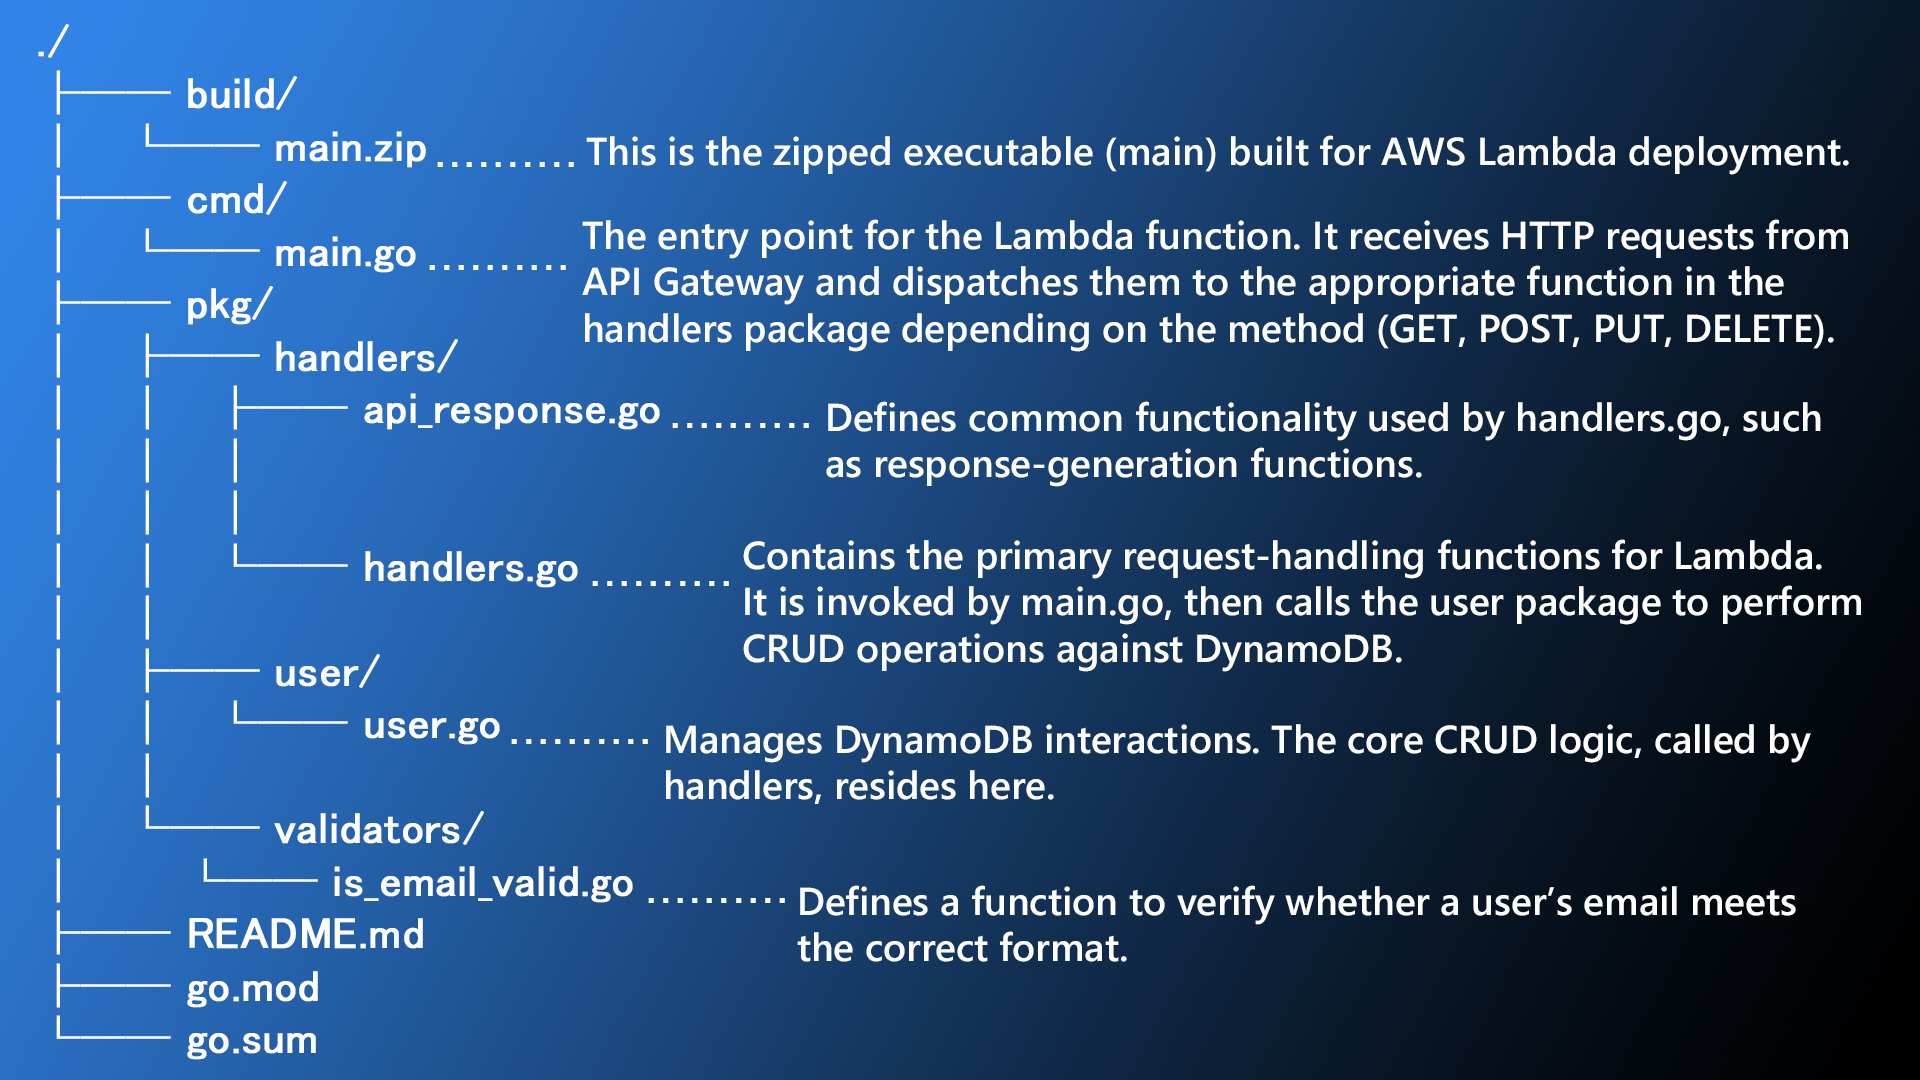 ./
├── build/
│ └── main.zip .......... This is the zipped executable (main) built for AWS Lambda deployment.
├── cmd/
│ └── main.go .......... The entry point for the Lambda function. It receives HTTP requests from
API Gateway and dispatches them to the appropriate function in the
handlers package depending on the method (GET, POST, PUT, DELETE).
├── pkg/
│ ├── handlers/
│ │ ├── api_response.go .......... Defines common functionality used by handlers.go, such
as response-generation functions.
│ │ └── handlers.go .......... Contains the primary request-handling functions for Lambda.
It is invoked by main.go, then calls the user package to perform
CRUD operations against DynamoDB.
│ ├── user/
│ │ └── user.go .......... Manages DynamoDB interactions. The core CRUD logic, called by
handlers, resides here.
│ └── validators/
│ └── is_email_valid.go .......... Defines a function to verify whether a user’s email meets
the correct format.
├── README.md
├── go.mod
└── go.sum